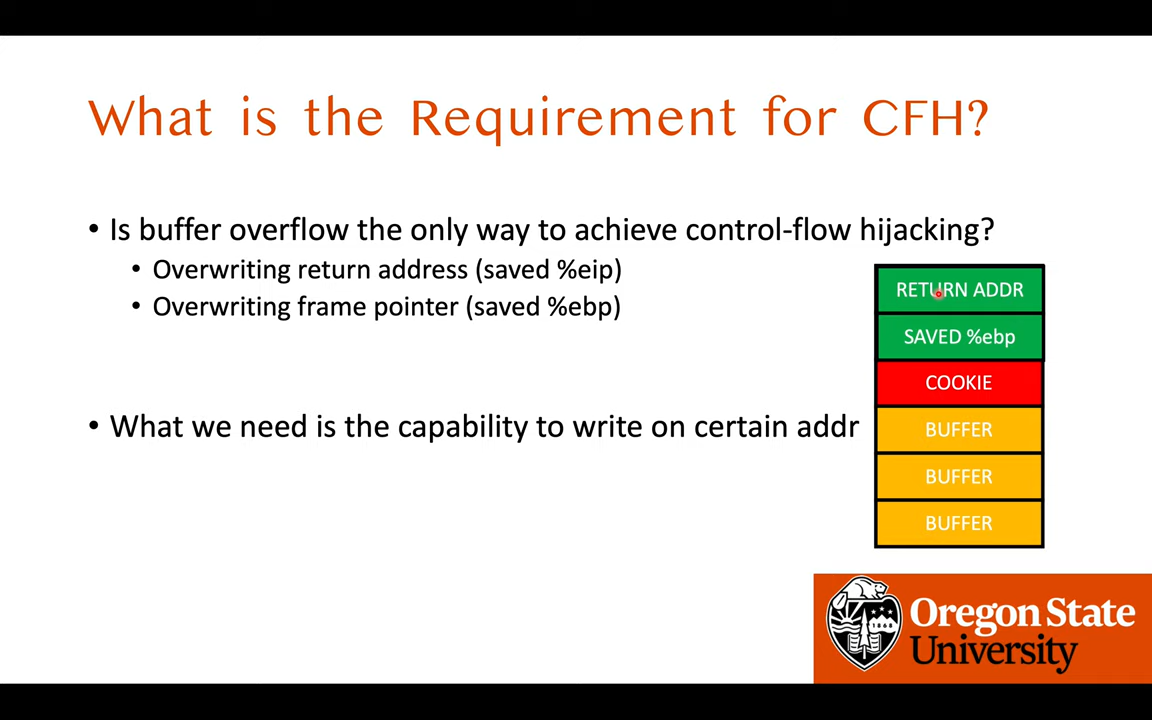 What is the Requirement for CFH?
• Is buffer overflow the only way to achieve control-flow hijacking?
• Overwriting return address (saved %eip)
• Overwriting frame pointer (saved %ebp)
• What we need is the capability to write on certain addr
RETURN ADDR
SAVED %ebp
COOKIE
BUFFER
BUFFER
BUFFER
Oregon State
University